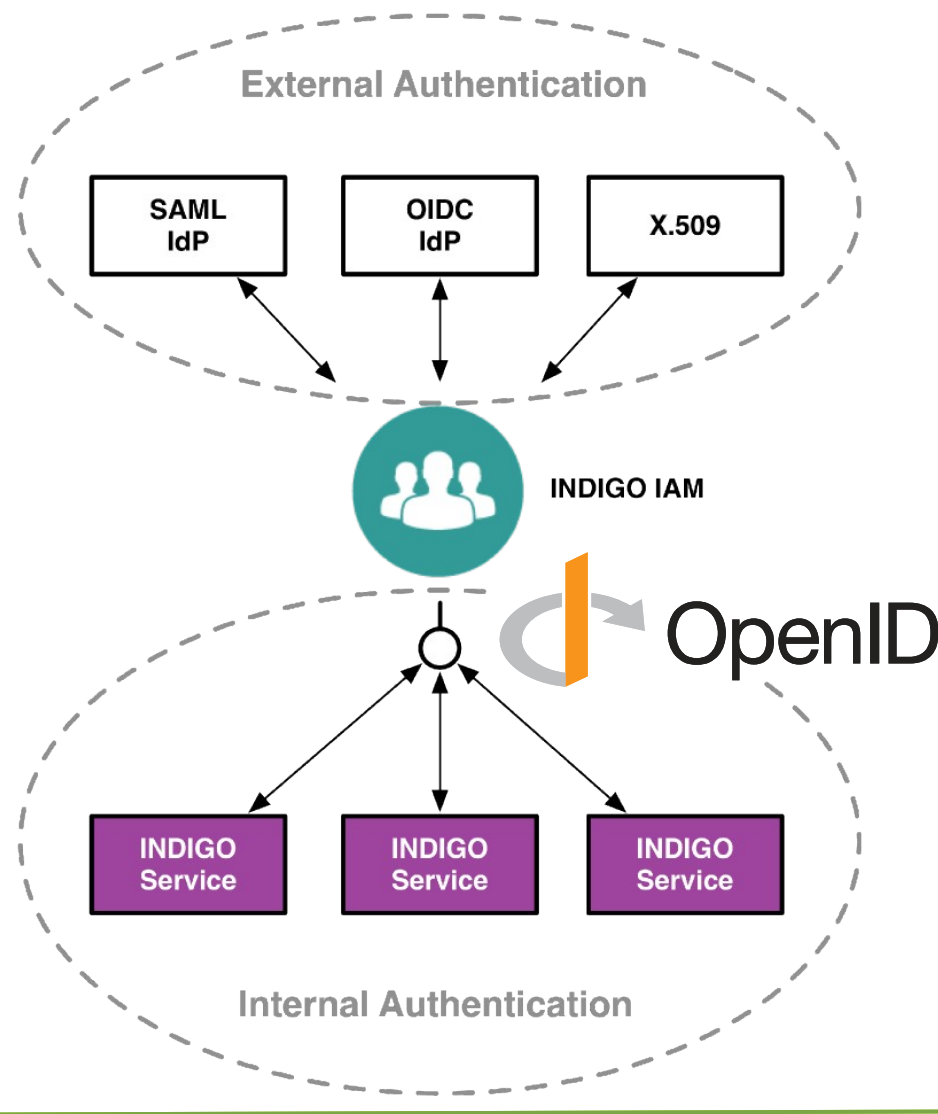 External Authentication
SAML
IdP
OIDC
IdP
X.509
INDIGO IAM
OpenID
INDIGO
Service
INDIGO
Service
INDIGO
Service
Internal Authentication